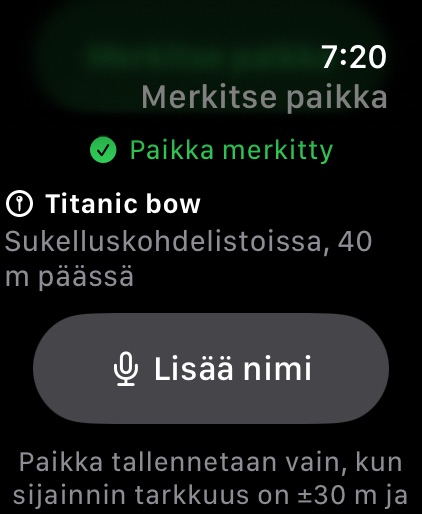 7:20
Merkitse paikka
Paikka merkitty
Titanic bow
Sukelluskohdelistoissa, 40
m päässä
Lisää nimi
Paikka tallennetaan vain, kun
sijainnin tarkkuus on ±30 m ja